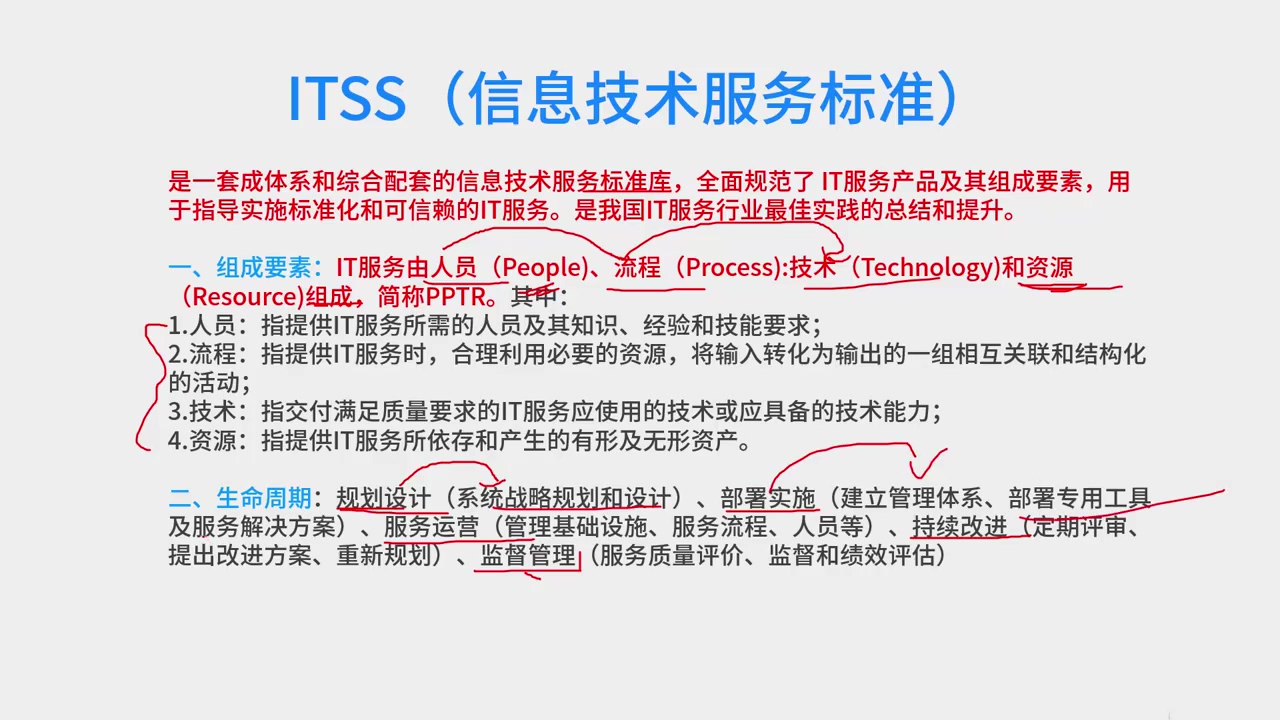 ITSS（信息技术服务标准）
是一套成体系和综合配套的信息技术服务标准库，全面规范了 IT服务产品及其组成要素，用
于指导实施标准化和可信赖的IT服务。是我国IT服务行业最佳实践的总结和提升。
一、组成要素：IT服务由人员（People)、流程（Process):技术（Technology)和资源
（Resource)组成，简称PPTR。其中：
1.人员：指提供IT服务所需的人员及其知识、经验和技能要求；
2.流程：指提供IT服务时，合理利用必要的资源，将输入转化为输出的一组相互关联和结构化
的活动；
3.技术：指交付满足质量要求的IT服务应使用的技术或应具备的技术能力；
4.资源：指提供IT服务所依存和产生的有形及无形资产。
二、生命周期：规划设计（系统战略规划和设计）、部署实施（建立管理体系、部署专用工具
及服务解决方案）、服务运营（管理基础设施、服务流程、人员等）、持续改进（定期评审、
提出改进方案、重新规划）、监督管理（服务质量评价、监督和绩效评估）